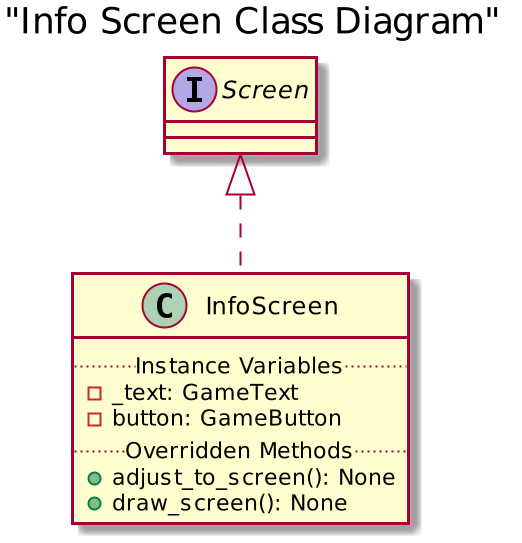 "Info Screen Class Diagram"
I Screen
C InfoScreen
Instance Variables
_text: GameText
button: GameButton
Overridden Methods
adjust_to_screen(): None
draw_screen(): None